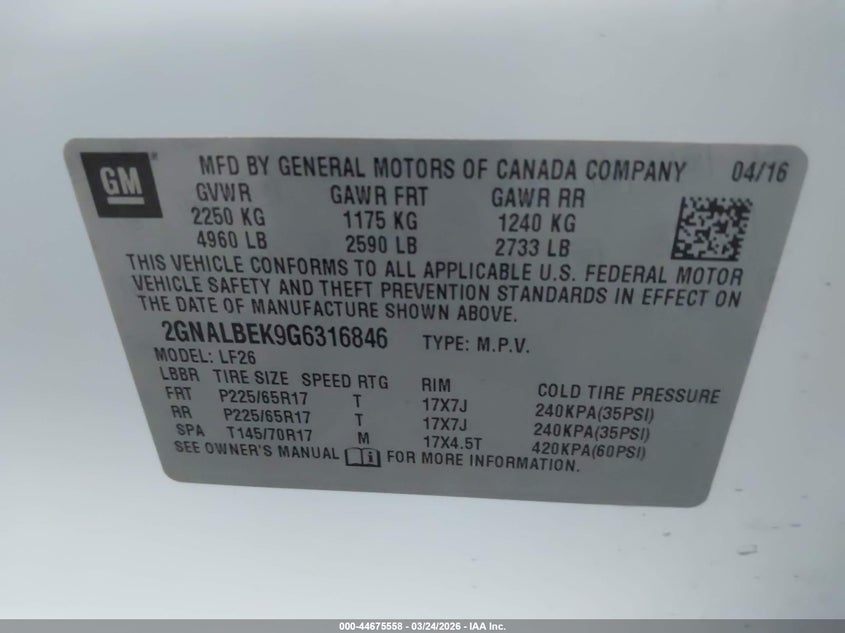 GM
MFD BY GENERAL MOTORS OF CANADA COMPANY 04/16
GVWR GAWR FRT GAWR RR
2250 KG 1175 KG 1240 KG
4960 LB 2590 LB 2733 LB
THIS VEHICLE CONFORMS TO ALL APPLICABLE U.S. FEDERAL MOTOR
VEHICLE SAFETY AND THEFT PREVENTION STANDARDS IN EFFECT ON
THE DATE OF MANUFACTURE SHOWN ABOVE.
2GNALBEK9G6316846 TYPE: M.P.V.
MODEL: LF26
LBBR TIRE SIZE SPEED RTG RIM COLD TIRE PRESSURE
FRT P225/65R17 T 17X7J 240KPA(35PSI)
RR P225/65R17 T 17X7J 240KPA(35PSI)
SPA T145/70R17 M 17X4.5T 420KPA(60PSI)
SEE OWNER'S MANUAL i FOR MORE INFORMATION.
000-44675558 - 03/24/2026 - IAA Inc.